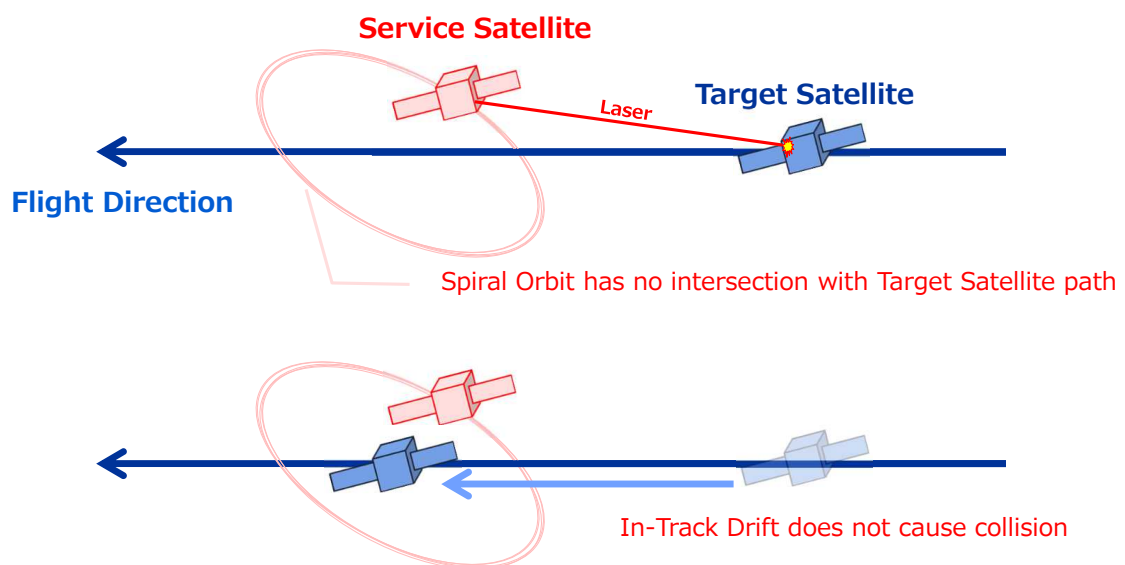 Service Satellite
Target Satellite
Laser
Flight Direction
Spiral Orbit has no intersection with Target Satellite path
In-Track Drift does not cause collision